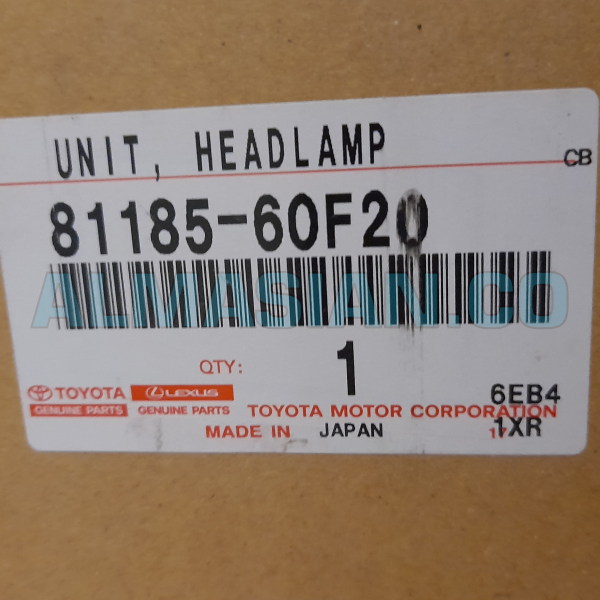 UNIT, HEADLAMP
CB
81185-60F20
ALMASIAN.CO
QTY: 1
TOYOTA LEXUS 6EB4
GENUINE PARTS GENUINE PARTS TOYOTA MOTOR CORPORATION
MADE IN JAPAN 1XR